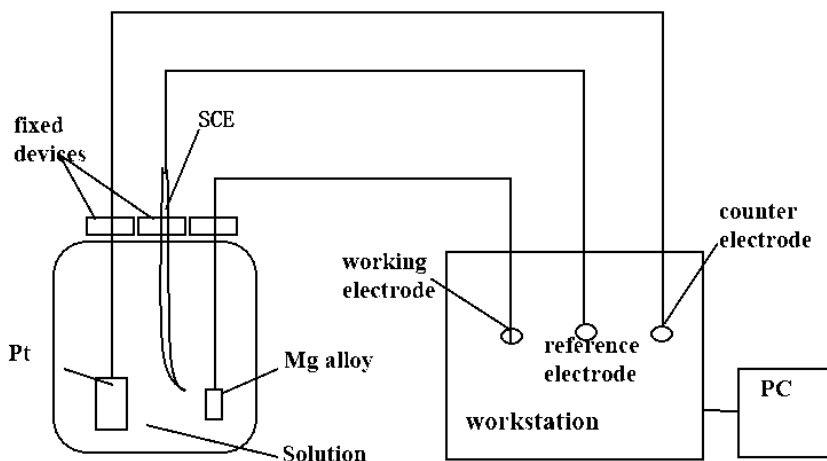 fixed
devices
SCE
counter
electrode
working
electrode
Pt
Mg alloy
reference
electrode
PC
workstation
Solution